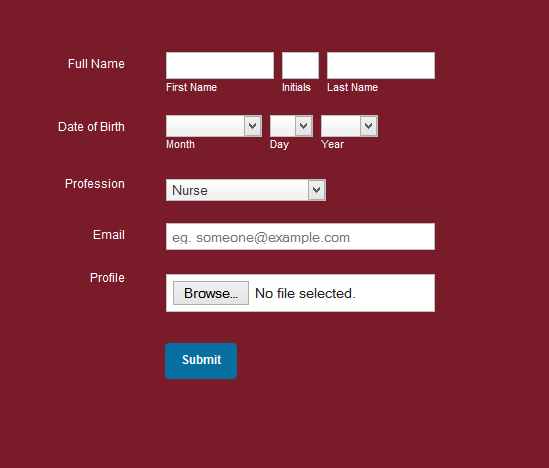 Full Name
First Name Initials Last Name
Date of Birth
Month Day Year
Profession Nurse
Email eg. someone@example.com
Profile Browse... No file selected.
Submit